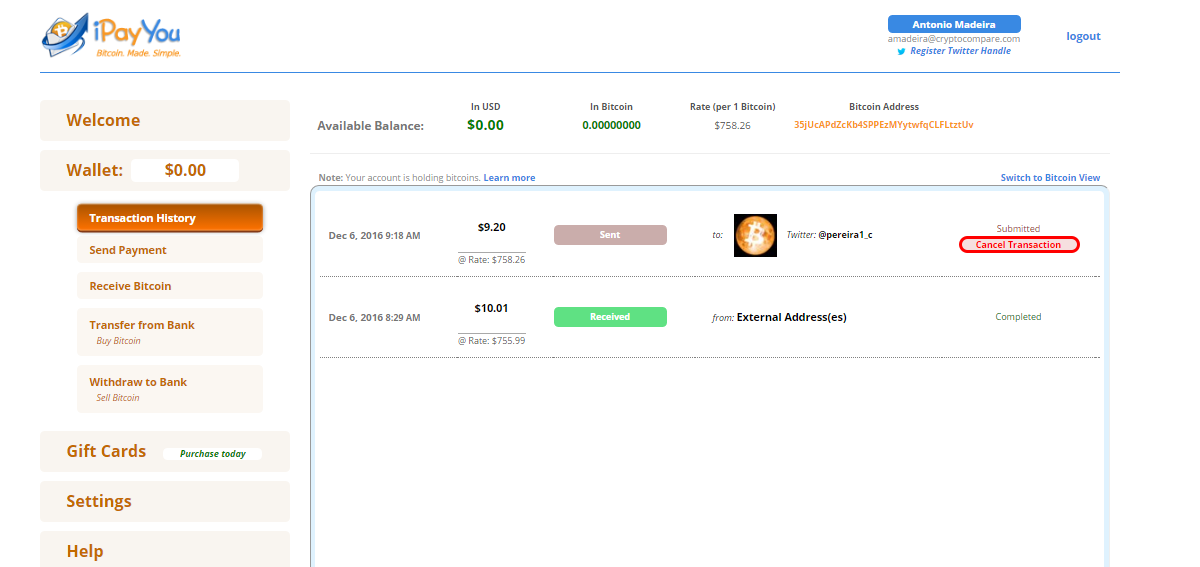 iPayYou
Bitcoin. Made. Simple.
Antonio Madeira
amadeira@cryptocompare.com
Register Twitter Handle
logout
Welcome
Wallet: $0.00
Transaction History
Send Payment
Receive Bitcoin
Transfer from Bank
Buy Bitcoin
Withdraw to Bank
Sell Bitcoin
Gift Cards Purchase today
Settings
Help
In USD In Bitcoin Rate (per 1 Bitcoin) Bitcoin Address
Available Balance: $0.00 0.00000000 $758.26 35jUcAPdZcKb4SPPEzMYytwfqCLFLtztUv
Note: Your account is holding bitcoins. Learn more
Switch to Bitcoin View
Dec 6, 2016 9:18 AM $9.20 Sent to: Twitter: @pereira1_c Submitted
@ Rate: $758.26 Cancel Transaction
Dec 6, 2016 8:29 AM $10.01 Received from: External Address(es) Completed
@ Rate: $755.99